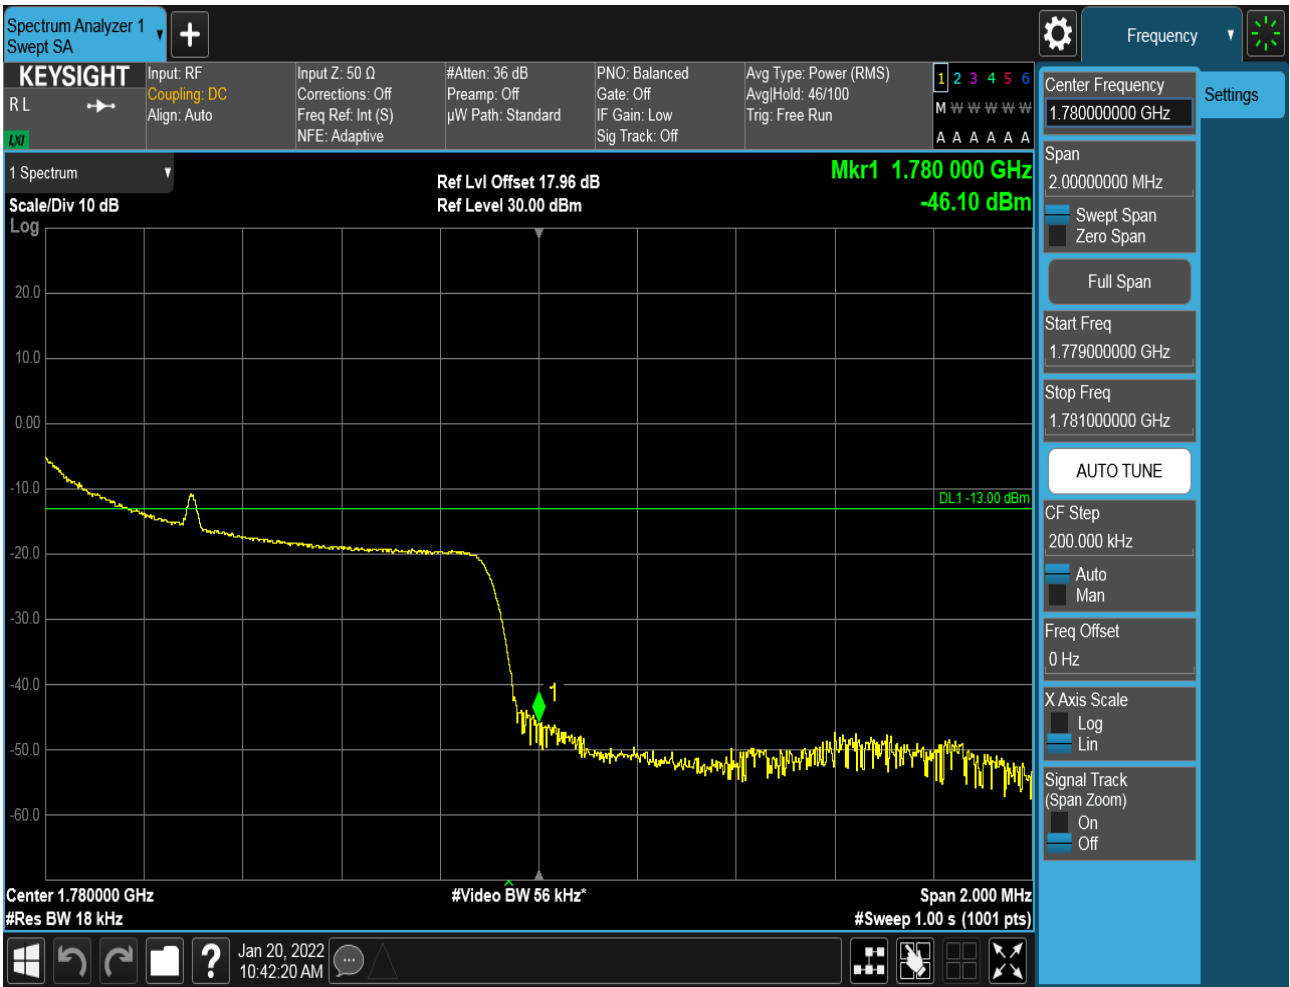 Spectrum Analyzer 1
Swept SA
Frequency
KEYSIGHT
R L
LXI
Input: RF
Coupling: DC
Align: Auto
Input Z: 50 Ω
Corrections: Off
Freq Ref: Int (S)
NFE: Adaptive
#Atten: 36 dB
Preamp: Off
µW Path: Standard
PNO: Balanced
Gate: Off
IF Gain: Low
Sig Track: Off
Avg Type: Power (RMS)
Avg|Hold: 46/100
Trig: Free Run
1 2 3 4 5 6
M W W W W W
A A A A A A
1 Spectrum
Scale/Div 10 dB
Log
Ref Lvl Offset 17.96 dB
Ref Level 30.00 dBm
Mkr1 1.780 000 GHz
-46.10 dBm
20.0
10.0
0.00
-10.0
-20.0
-30.0
-40.0
-50.0
-60.0
DL1 -13.00 dBm
1
Center 1.780000 GHz
#Res BW 18 kHz
#Video BW 56 kHz*
Span 2.000 MHz
#Sweep 1.00 s (1001 pts)
Center Frequency
1.780000000 GHz
Settings
Span
2.00000000 MHz
Swept Span
Zero Span
Full Span
Start Freq
1.779000000 GHz
Stop Freq
1.781000000 GHz
AUTO TUNE
CF Step
200.000 kHz
Auto
Man
Freq Offset
0 Hz
X Axis Scale
Log
Lin
Signal Track
(Span Zoom)
On
Off
?
Jan 20, 2022
10:42:20 AM